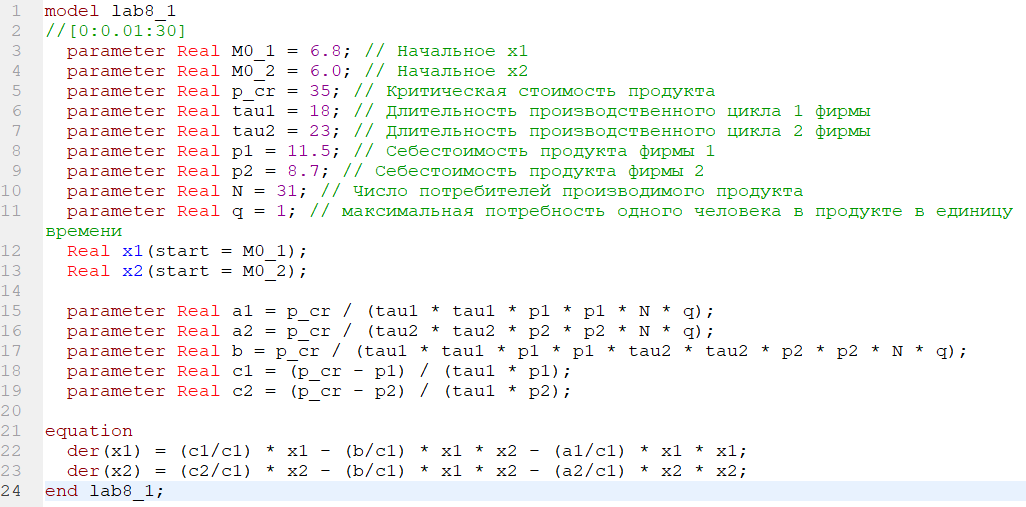 1 model lab8_1
2 //[0:0.01:30]
3 parameter Real M0_1 = 6.8; // Начальное x1
4 parameter Real M0_2 = 6.0; // Начальное x2
5 parameter Real p_cr = 35; // Критическая стоимость продукта
6 parameter Real tau1 = 18; // Длительность производственного цикла 1 фирмы
7 parameter Real tau2 = 23; // Длительность производственного цикла 2 фирмы
8 parameter Real p1 = 11.5; // Себестоимость продукта фирмы 1
9 parameter Real p2 = 8.7; // Себестоимость продукта фирмы 2
10 parameter Real N = 31; // Число потребителей производимого продукта
11 parameter Real q = 1; // максимальная потребность одного человека в продукте в единицу
времени
12 Real x1(start = M0_1);
13 Real x2(start = M0_2);
14
15 parameter Real a1 = p_cr / (tau1 * tau1 * p1 * p1 * N * q);
16 parameter Real a2 = p_cr / (tau2 * tau2 * p2 * p2 * N * q);
17 parameter Real b = p_cr / (tau1 * tau1 * p1 * p1 * tau2 * tau2 * p2 * p2 * N * q);
18 parameter Real c1 = (p_cr - p1) / (tau1 * p1);
19 parameter Real c2 = (p_cr - p2) / (tau1 * p2);
20
21 equation
22 der(x1) = (c1/c1) * x1 - (b/c1) * x1 * x2 - (a1/c1) * x1 * x1;
23 der(x2) = (c2/c1) * x2 - (b/c1) * x1 * x2 - (a2/c1) * x2 * x2;
24 end lab8_1;